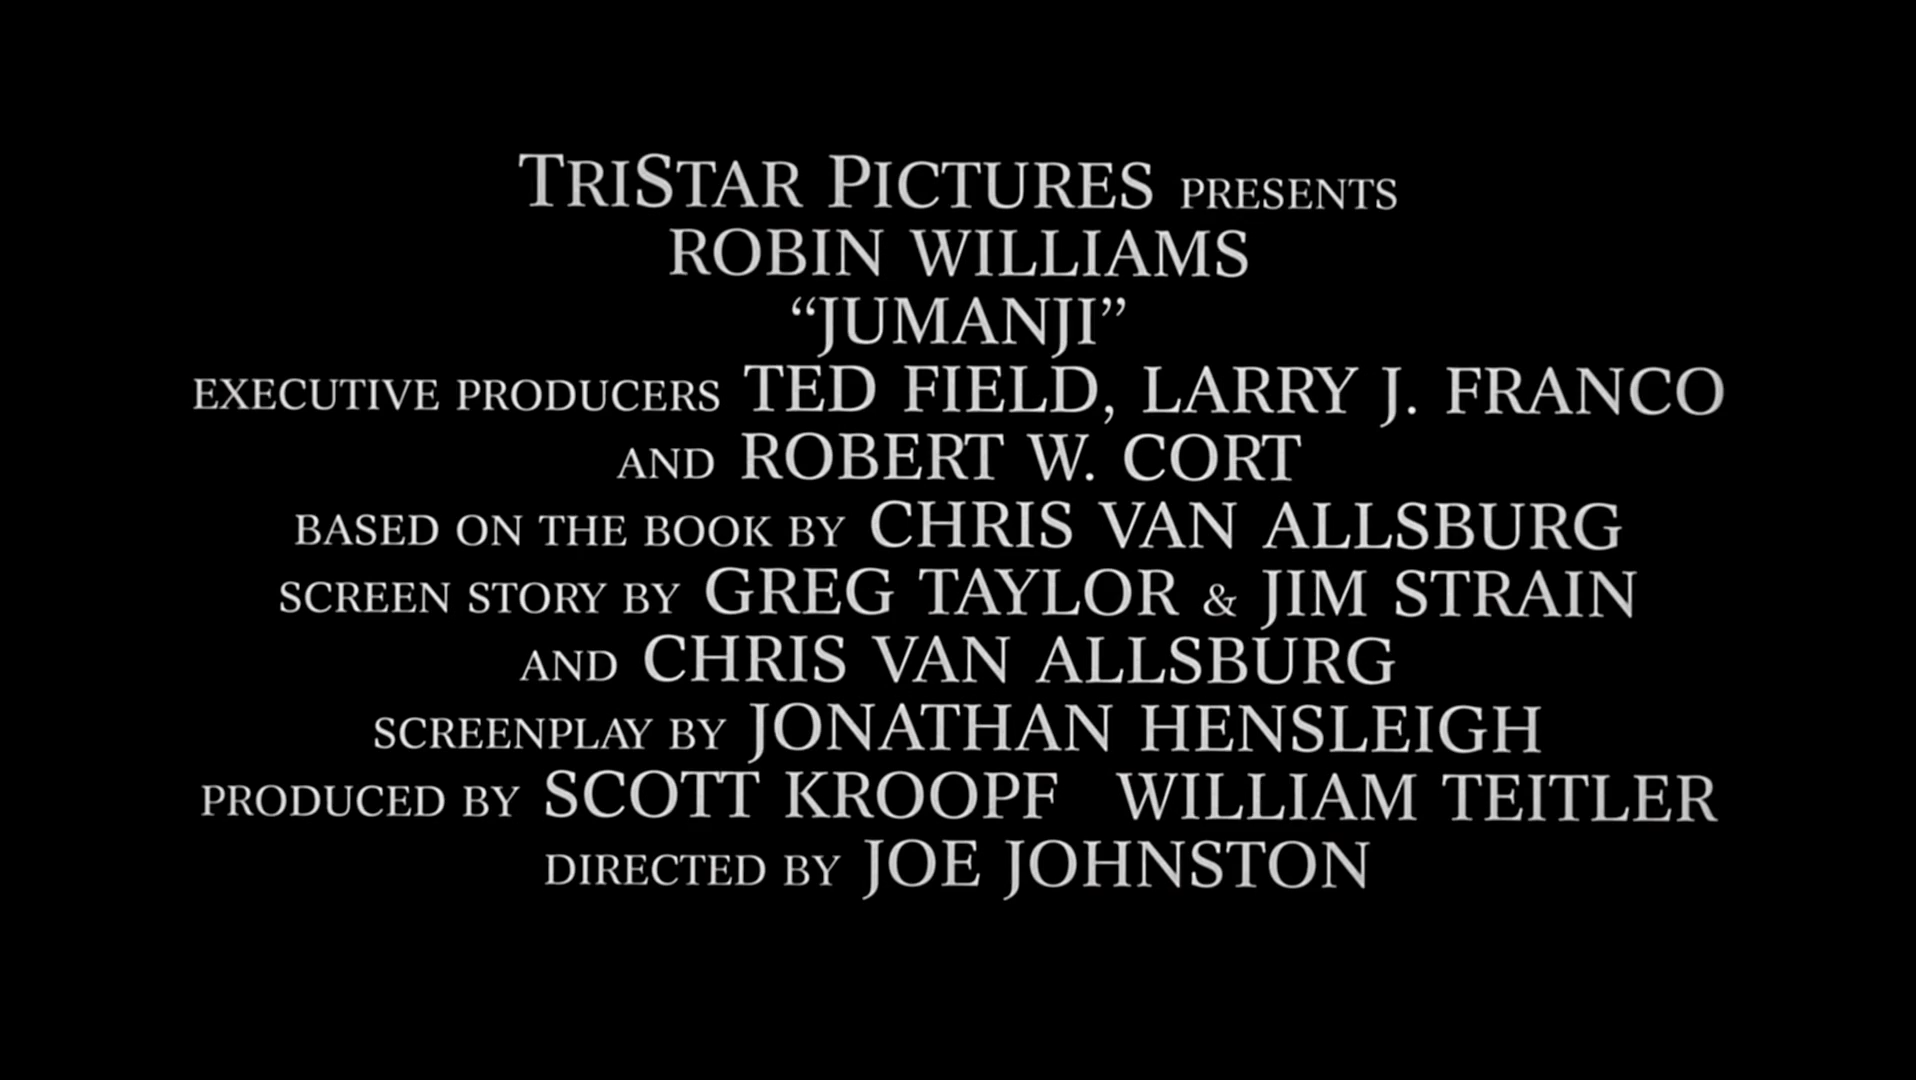 TRISTAR PICTURES PRESENTS
ROBIN WILLIAMS
“JUMANJI”
EXECUTIVE PRODUCERS TED FIELD, LARRY J. FRANCO
AND ROBERT W. CORT
BASED ON THE BOOK BY CHRIS VAN ALLSBURG
SCREEN STORY BY GREG TAYLOR & JIM STRAIN
AND CHRIS VAN ALLSBURG
SCREENPLAY BY JONATHAN HENSLEIGH
PRODUCED BY SCOTT KROOPF WILLIAM TEITLER
DIRECTED BY JOE JOHNSTON